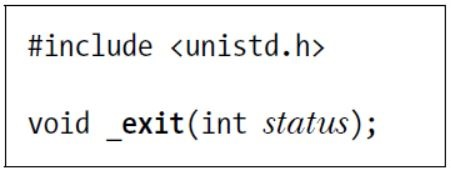 #include <unistd.h>
void _exit(int status);